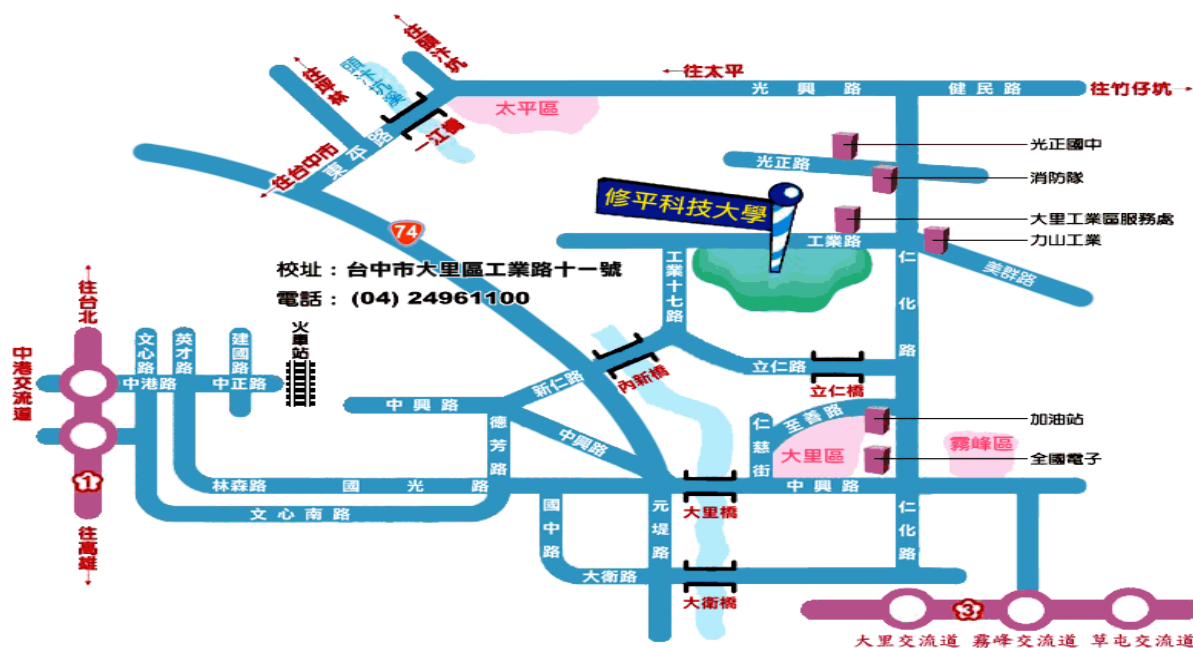 往頭汴坑
往坪林
頭汴坑溪
往太平
光興路
健民路
往竹仔坑
太平區
一江橋
東平路
往台中市
光正國中
光正路
消防隊
修平科技大學
大里工業區服務處
工業路
力山工業
美群路
74
校址：台中市大里區工業路十一號
電話： (04) 24961100
工業十七路
仁化路
往台北
中港交流道
文心路
英才路
建國路
火車站
中港路
中正路
新仁路
內新橋
立仁路
立仁橋
中興路
德芳路
中興路
仁慈街
至善路
加油站
大里區
霧峰區
全國電子
1
林森路
國光路
中興路
大里橋
文心南路
國中路
元堤路
仁化路
往高雄
大衛路
大衛橋
3
大里交流道
霧峰交流道
草屯交流道